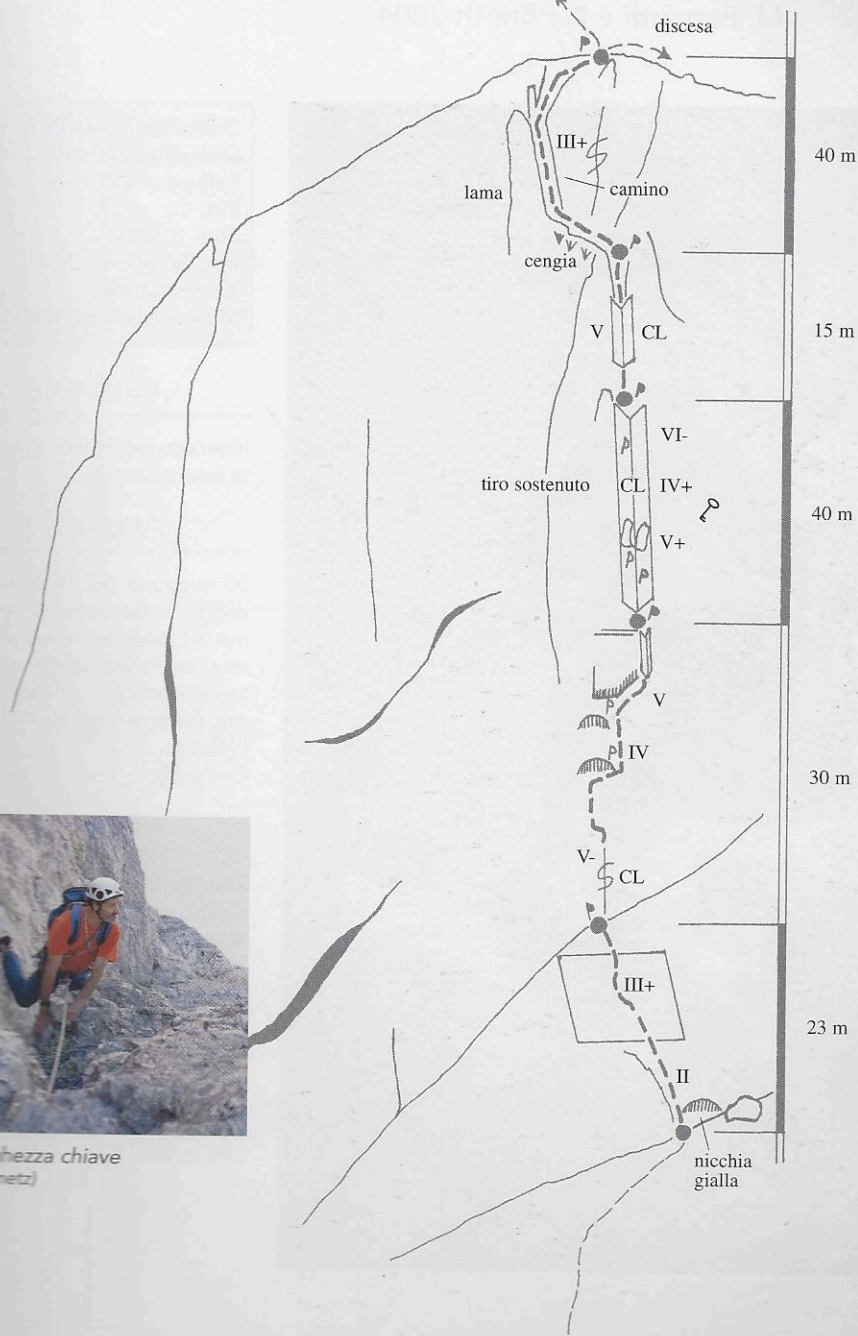 discesa
III+
40 m
lama
camino
cengia
V
CL
15 m
VI-
P
tiro sostenuto
CL
IV+
40 m
V+
P
P
V
P
P
IV
30 m
V-
CL
III+
23 m
II
nicchia
gialla
hezza chiave
netz)